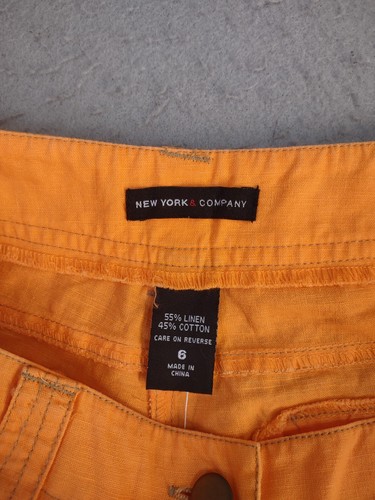 NEW YORK & COMPANY
55% LINEN
45% COTTON
CARE ON REVERSE
6
MADE IN
CHINA